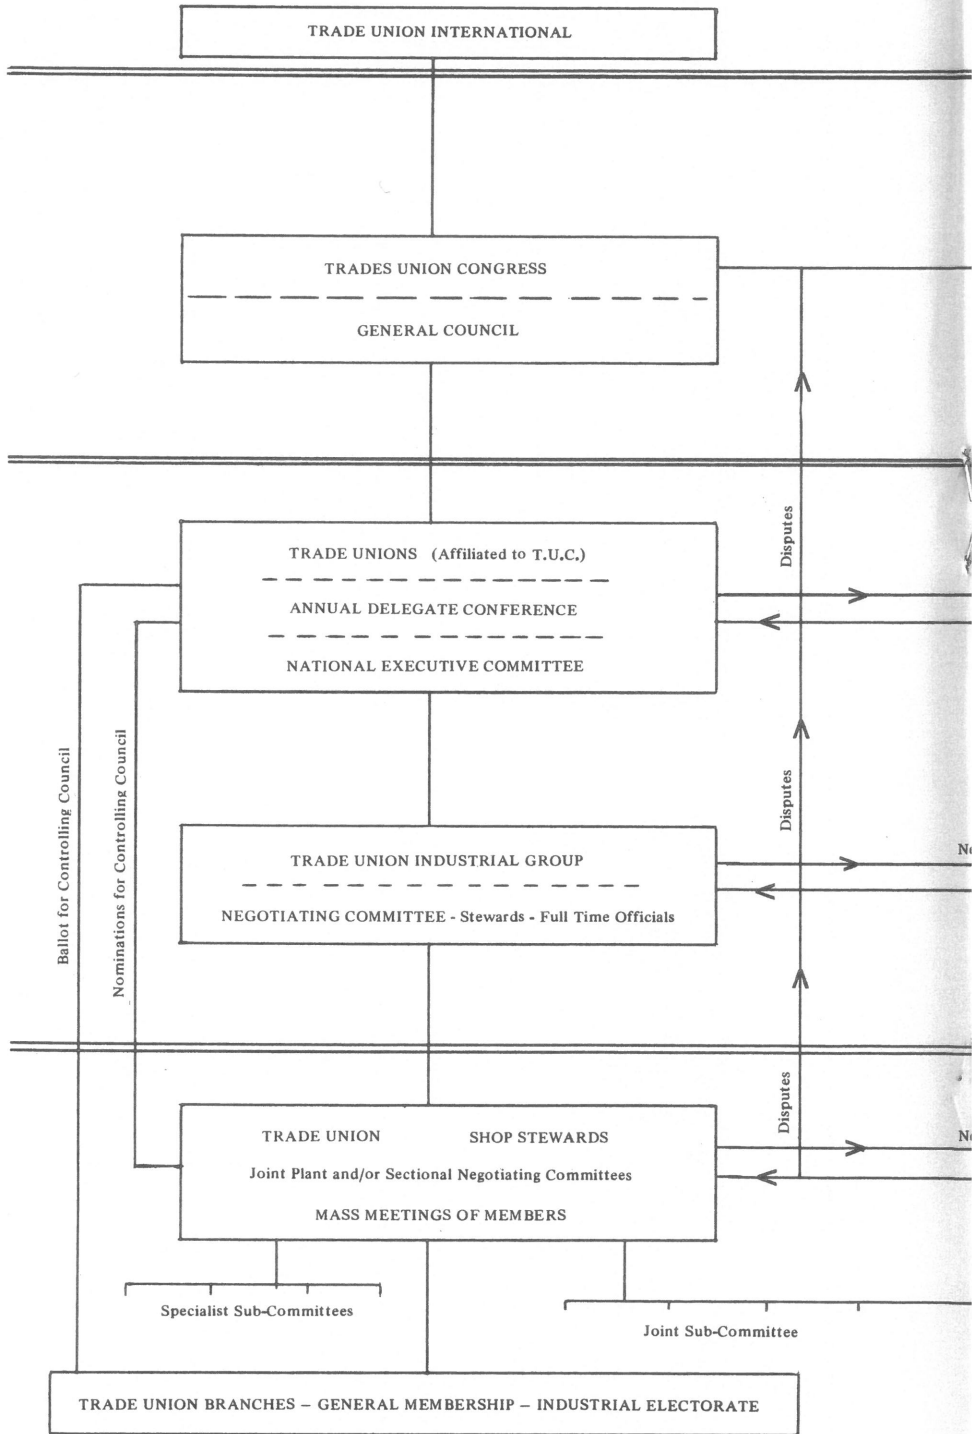 TRADE UNION INTERNATIONAL
TRADES UNION CONGRESS
GENERAL COUNCIL
Disputes
TRADE UNIONS (Affiliated to T.U.C.)
ANNUAL DELEGATE CONFERENCE
NATIONAL EXECUTIVE COMMITTEE
Ballot for Controlling Council
Nominations for Controlling Council
Disputes
TRADE UNION INDUSTRIAL GROUP
NEGOTIATING COMMITTEE - Stewards - Full Time Officials
Disputes
TRADE UNION SHOP STEWARDS
Joint Plant and/or Sectional Negotiating Committees
MASS MEETINGS OF MEMBERS
Specialist Sub-Committees
Joint Sub-Committee
TRADE UNION BRANCHES – GENERAL MEMBERSHIP – INDUSTRIAL ELECTORATE